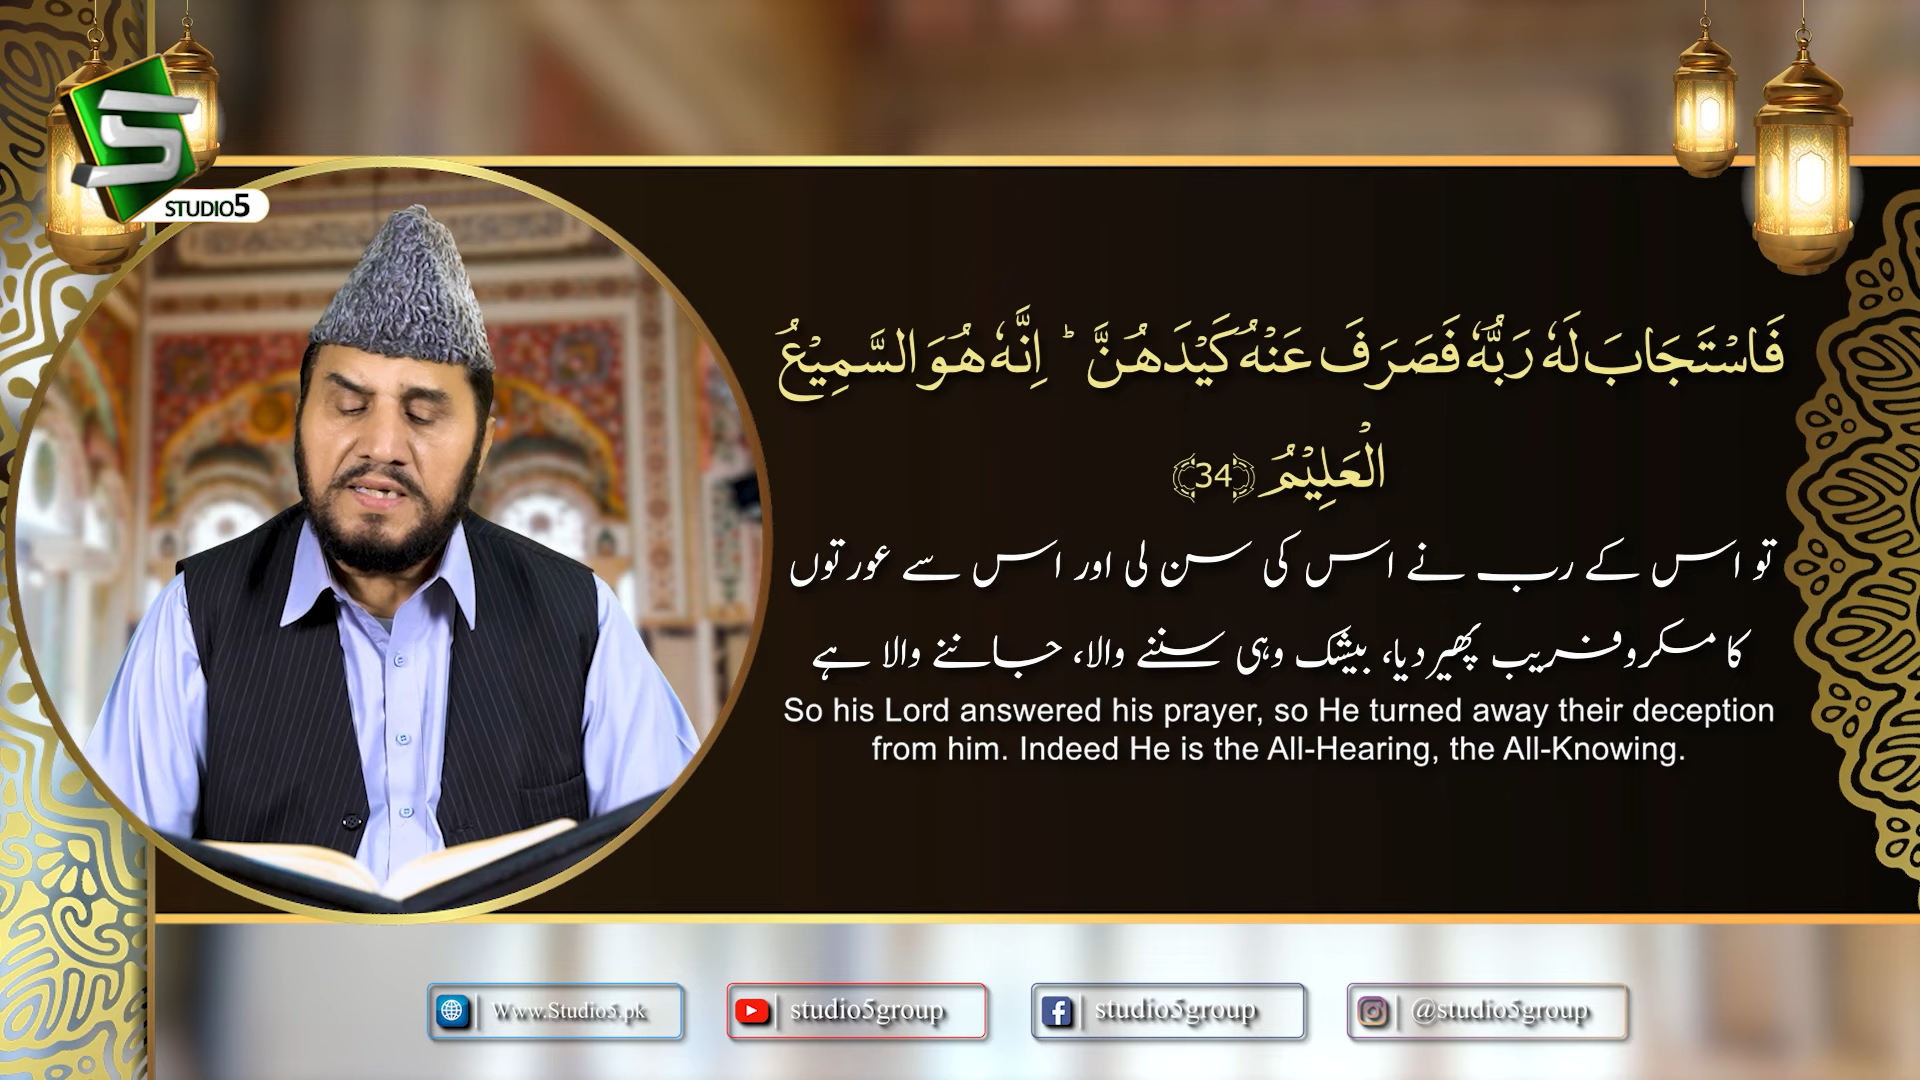 STUDIO5
فَاسْتَجَابَ لَهٗ رَبُّهٗ فَصَرَفَ عَنْهُ كَیْدَهُنَّ ؕ اِنَّهٗ هُوَ السَّمِیْعُ
الْعَلِیْمُ ﴿34﴾
تو اس کے رب نے اس کی سن لی اور اس سے عورتوں
کا مکروفریب پھیردیا، بیشک وہی سننے والا، جاننے والا ہے
So his Lord answered his prayer, so He turned away their deception
from him. Indeed He is the All-Hearing, the All-Knowing.
Www.Studio5.pk
studio5group
studio5group
@studio5group